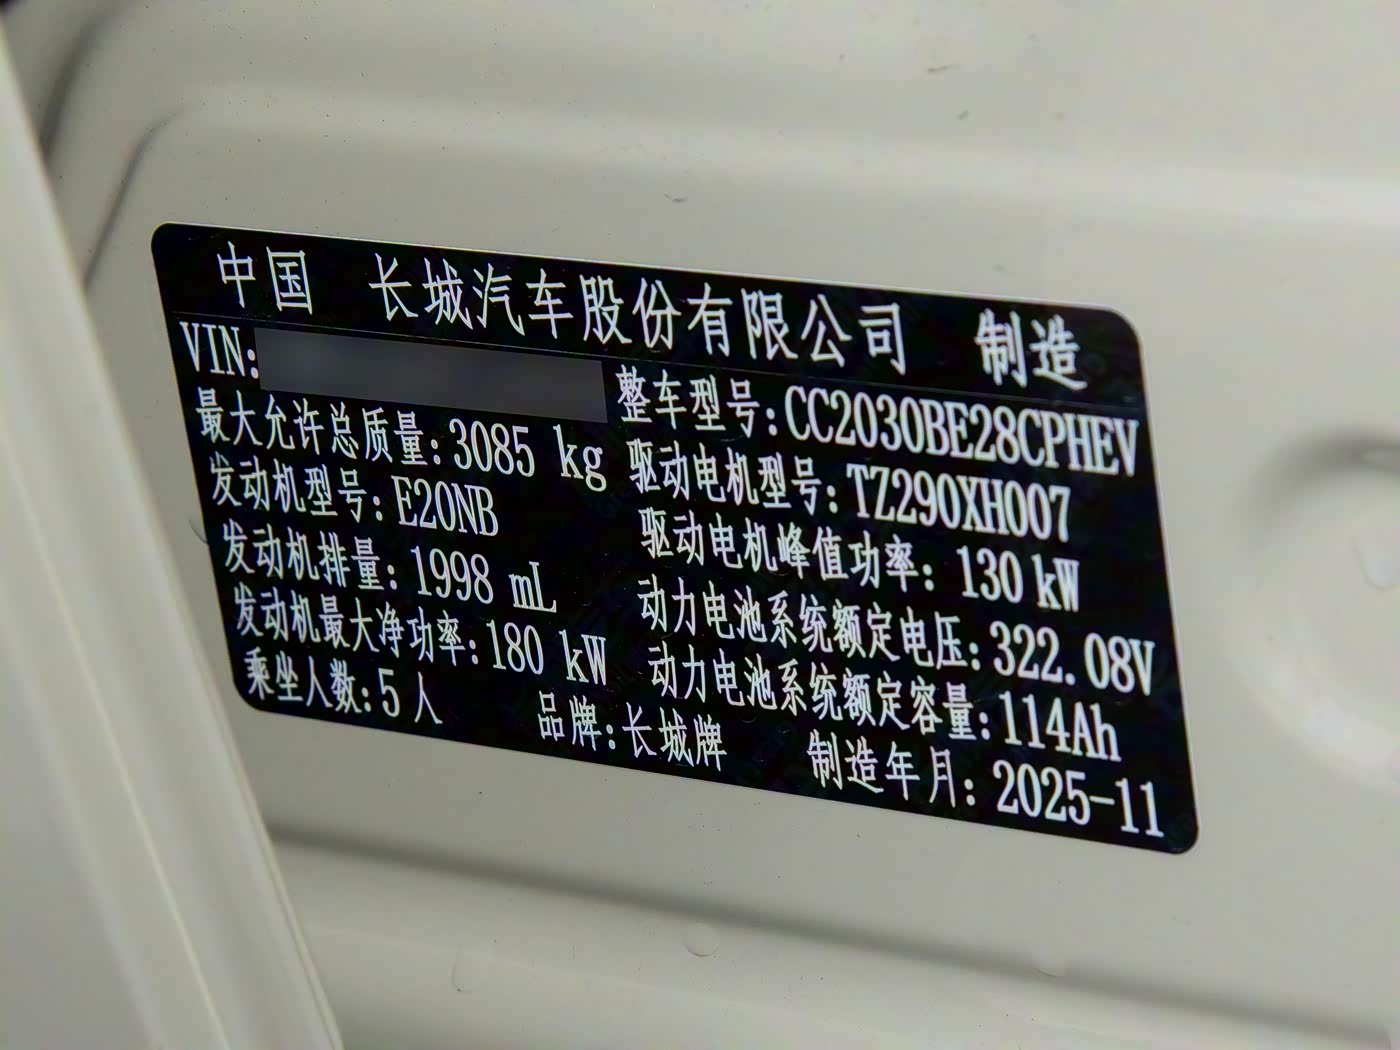 中国 长城汽车股份有限公司 制造
VIN: 整车型号:CC2030BE28CPHEV
最大允许总质量:3085 kg 驱动电机型号:TZ290XH007
发动机型号:E20NB 驱动电机峰值功率: 130 kW
发动机排量: 1998 mL 动力电池系统额定电压:322.08V
发动机最大净功率:180 kW 动力电池系统额定容量:114Ah
乘坐人数:5 人 品牌:长城牌 制造年月: 2025-11